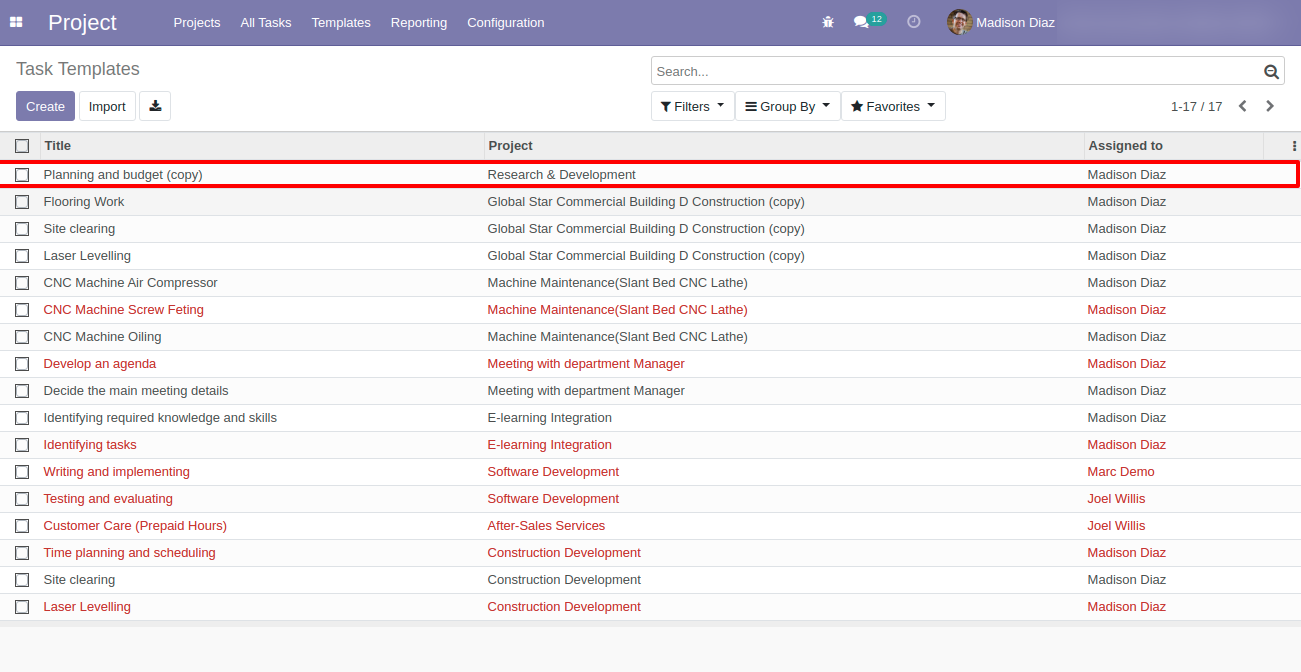 Project Projects All Tasks Templates Reporting Configuration 12 Madison Diaz
Task Templates
Search...
Create Import Filters Group By Favorites 1-17 / 17
Title Project Assigned to
Planning and budget (copy) Research & Development Madison Diaz
Flooring Work Global Star Commercial Building D Construction (copy) Madison Diaz
Site clearing Global Star Commercial Building D Construction (copy) Madison Diaz
Laser Levelling Global Star Commercial Building D Construction (copy) Madison Diaz
CNC Machine Air Compressor Machine Maintenance(Slant Bed CNC Lathe) Madison Diaz
CNC Machine Screw Feting Machine Maintenance(Slant Bed CNC Lathe) Madison Diaz
CNC Machine Oiling Machine Maintenance(Slant Bed CNC Lathe) Madison Diaz
Develop an agenda Meeting with department Manager Madison Diaz
Decide the main meeting details Meeting with department Manager Madison Diaz
Identifying required knowledge and skills E-learning Integration Madison Diaz
Identifying tasks E-learning Integration Madison Diaz
Writing and implementing Software Development Marc Demo
Testing and evaluating Software Development Joel Willis
Customer Care (Prepaid Hours) After-Sales Services Joel Willis
Time planning and scheduling Construction Development Madison Diaz
Site clearing Construction Development Madison Diaz
Laser Levelling Construction Development Madison Diaz